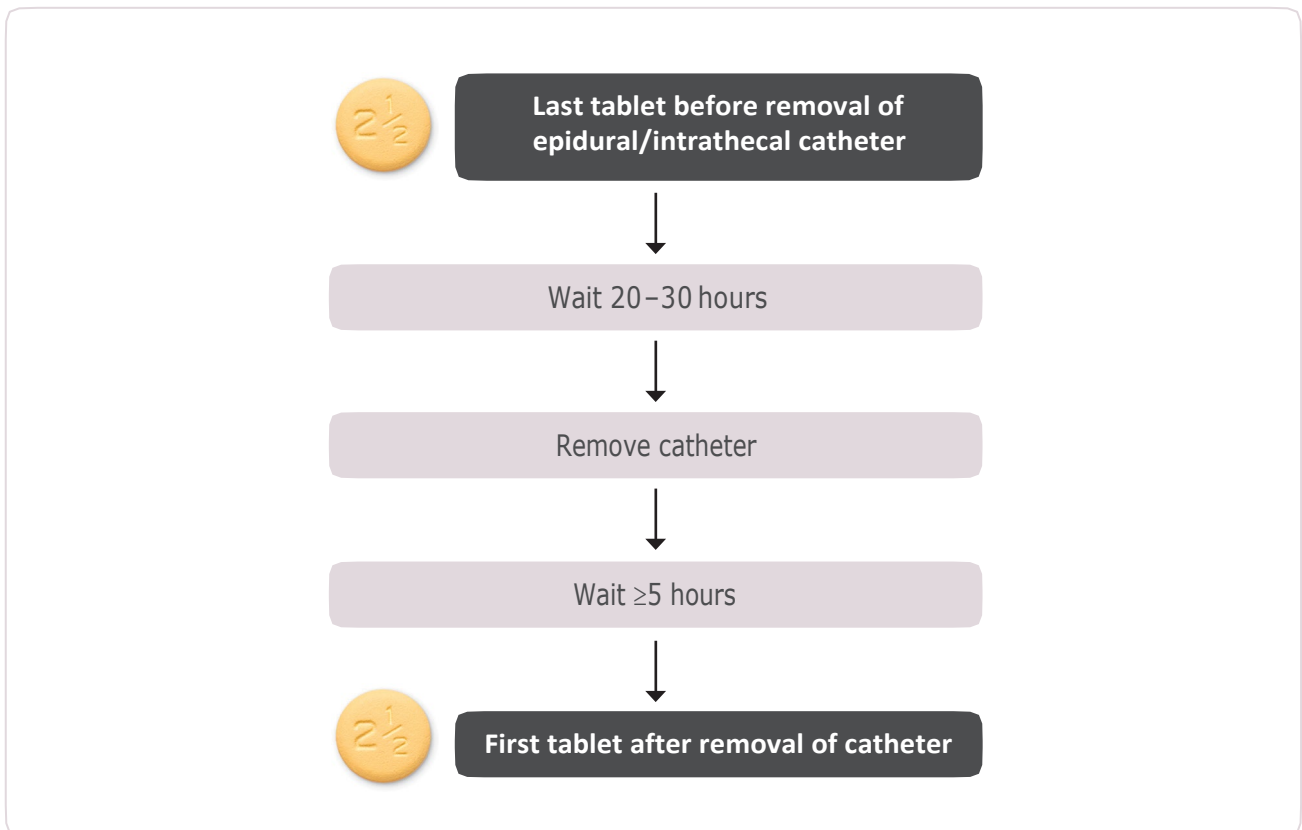 2½
Last tablet before removal of
epidural/intrathecal catheter
Wait 20–30 hours
Remove catheter
Wait ≥5 hours
2½
First tablet after removal of catheter